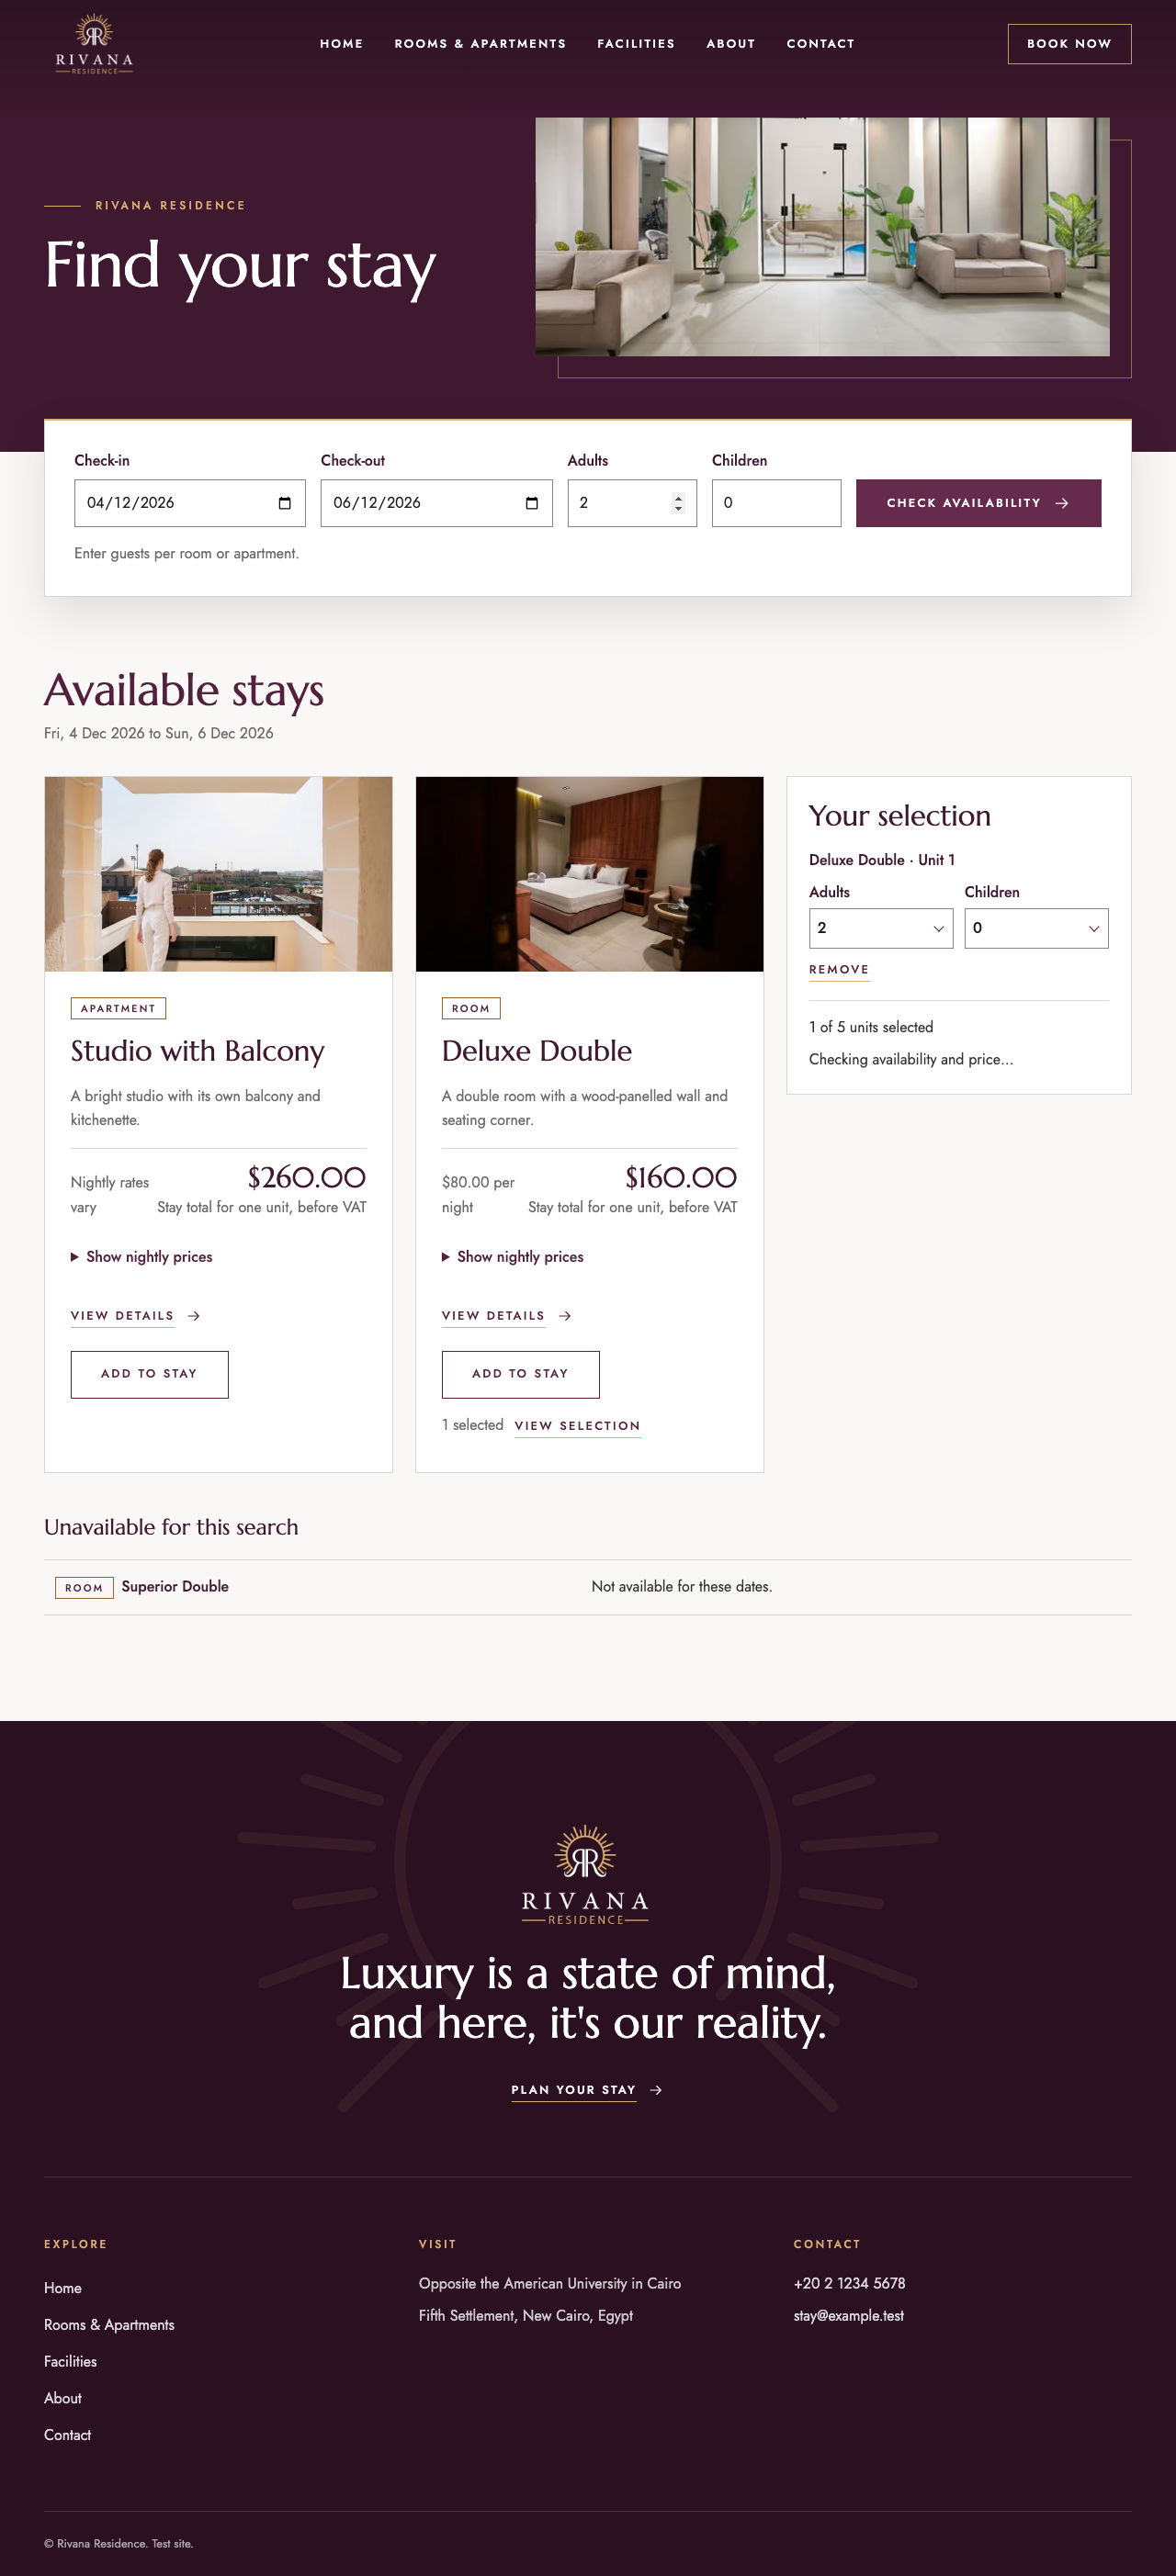 RIVANA
RESIDENCE
HOME
ROOMS & APARTMENTS
FACILITIES
ABOUT
CONTACT
BOOK NOW
RIVANA RESIDENCE
Find your stay
Check-in
Check-out
Adults
Children
04/12/2026
06/12/2026
2
0
CHECK AVAILABILITY
Enter guests per room or apartment.
Available stays
Fri, 4 Dec 2026 to Sun, 6 Dec 2026
APARTMENT
Studio with Balcony
A bright studio with its own balcony and
kitchenette.
Nightly rates
vary
$260.00
Stay total for one unit, before VAT
Show nightly prices
VIEW DETAILS
ADD TO STAY
ROOM
Deluxe Double
A double room with a wood-panelled wall and
seating corner.
$80.00 per
night
$160.00
Stay total for one unit, before VAT
Show nightly prices
VIEW DETAILS
ADD TO STAY
1 selected VIEW SELECTION
Your selection
Deluxe Double · Unit 1
Adults
Children
2
0
REMOVE
1 of 5 units selected
Checking availability and price...
Unavailable for this search
ROOM Superior Double
Not available for these dates.
RIVANA
RESIDENCE
Luxury is a state of mind,
and here, it's our reality.
PLAN YOUR STAY
EXPLORE
Home
Rooms & Apartments
Facilities
About
Contact
VISIT
Opposite the American University in Cairo
Fifth Settlement, New Cairo, Egypt
CONTACT
+20 2 1234 5678
stay@example.test
© Rivana Residence. Test site.